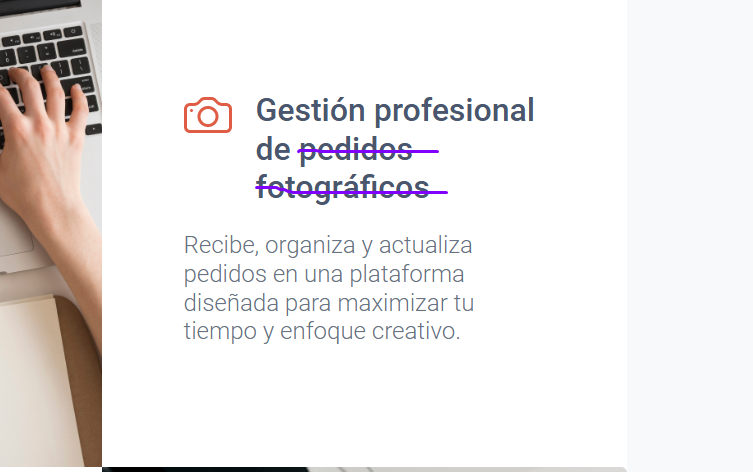 Gestión profesional
de pedidos
fotográficos
Recibe, organiza y actualiza
pedidos en una plataforma
diseñada para maximizar tu
tiempo y enfoque creativo.